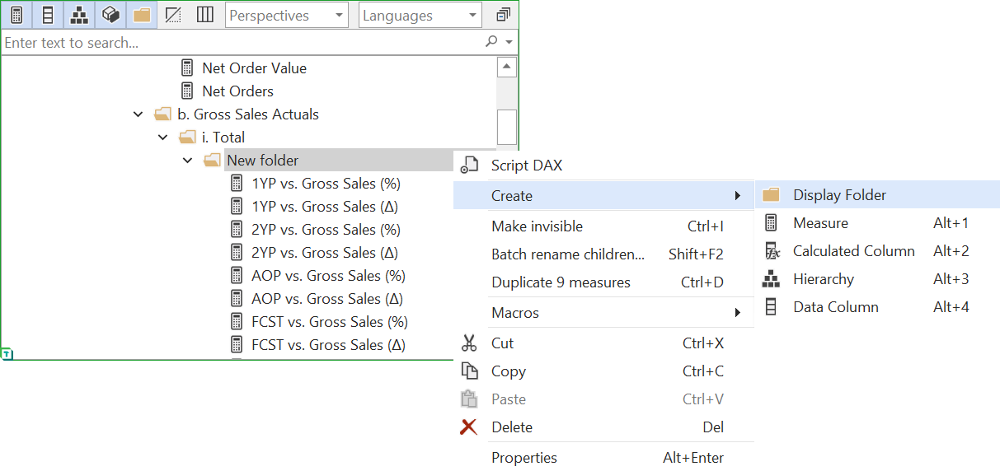 Perspectives Languages
Enter text to search...
Net Order Value
Net Orders
b. Gross Sales Actuals
i. Total
New folder
1YP vs. Gross Sales (%)
1YP vs. Gross Sales (Δ)
2YP vs. Gross Sales (%)
2YP vs. Gross Sales (Δ)
AOP vs. Gross Sales (%)
AOP vs. Gross Sales (Δ)
FCST vs. Gross Sales (%)
FCST vs. Gross Sales (Δ)
Script DAX
Create
Make invisible Ctrl+I
Batch rename children... Shift+F2
Duplicate 9 measures Ctrl+D
Macros
Cut Ctrl+X
Copy Ctrl+C
Paste Ctrl+V
Delete Del
Properties Alt+Enter
Display Folder
Measure Alt+1
Calculated Column Alt+2
Hierarchy Alt+3
Data Column Alt+4